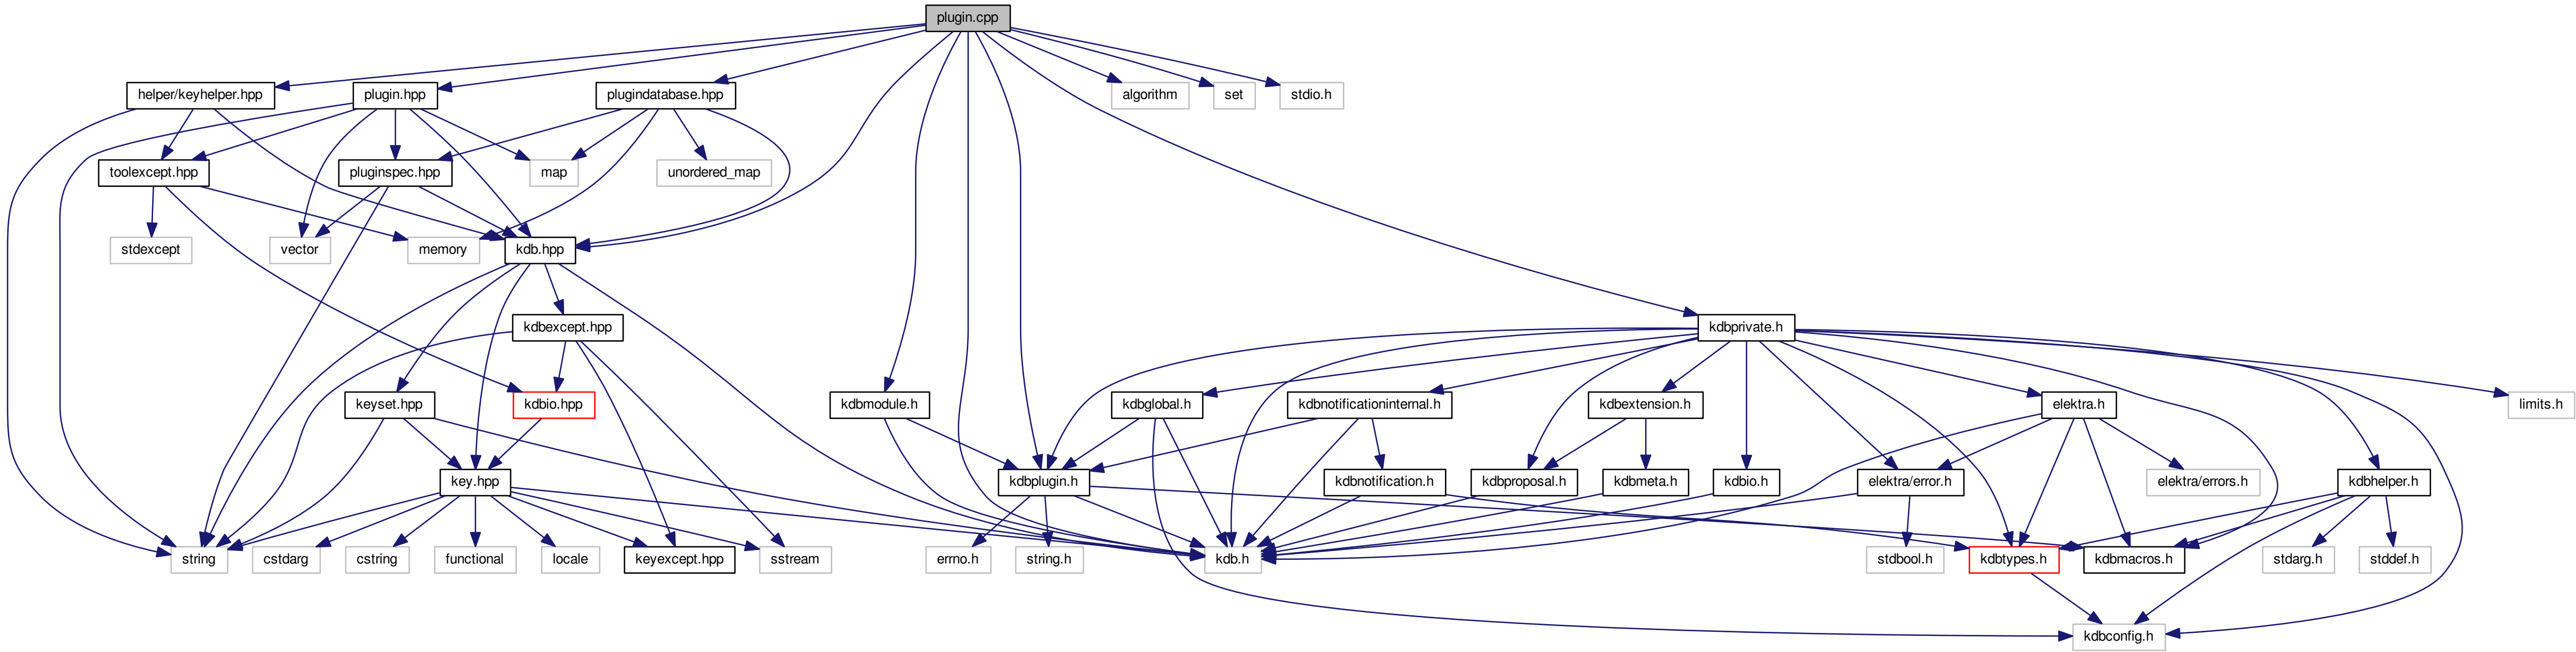 plugin.cpp
helper/keyhelper.hpp
plugin.hpp
plugindatabase.hpp
algorithm
set
stdio.h
toolexcept.hpp
pluginspec.hpp
map
unordered_map
stdexcept
vector
memory
kdb.hpp
kdbexcept.hpp
kdbprivate.h
keyset.hpp
kdbio.hpp
kdbmodule.h
kdbglobal.h
kdbnotificationinternal.h
kdbextension.h
elektra.h
limits.h
key.hpp
kdbplugin.h
kdbnotification.h
kdbproposal.h
kdbmeta.h
kdbio.h
elektra/error.h
elektra/errors.h
kdbhelper.h
string
cstdarg
cstring
functional
locale
keyexcept.hpp
sstream
errno.h
string.h
kdb.h
stdbool.h
kdbtypes.h
kdbmacros.h
stdarg.h
stddef.h
kdbconfig.h